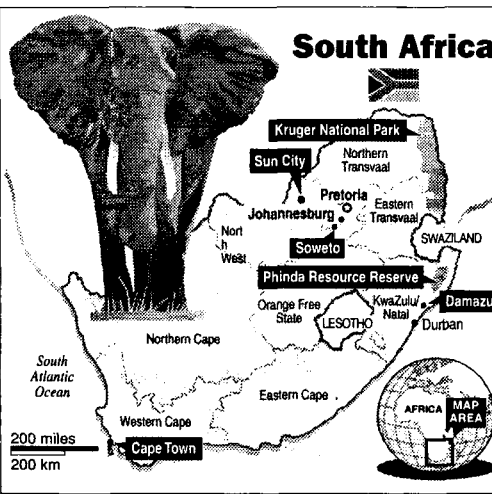 South Africa
Kruger National Park
Northern
Transvaal
Sun City
Pretoria
Johannesburg
Eastern
Transvaal
Nort
h
West
Soweto
SWAZILAND
Phinda Resource Reserve
Orange Free
State
KwaZulu/
Natal
Damazu
LESOTHO
Durban
Northern Cape
South
Atlantic
Ocean
Eastern Cape
Western Cape
AFRICA
MAP
AREA
200 miles
200 km
Cape Town